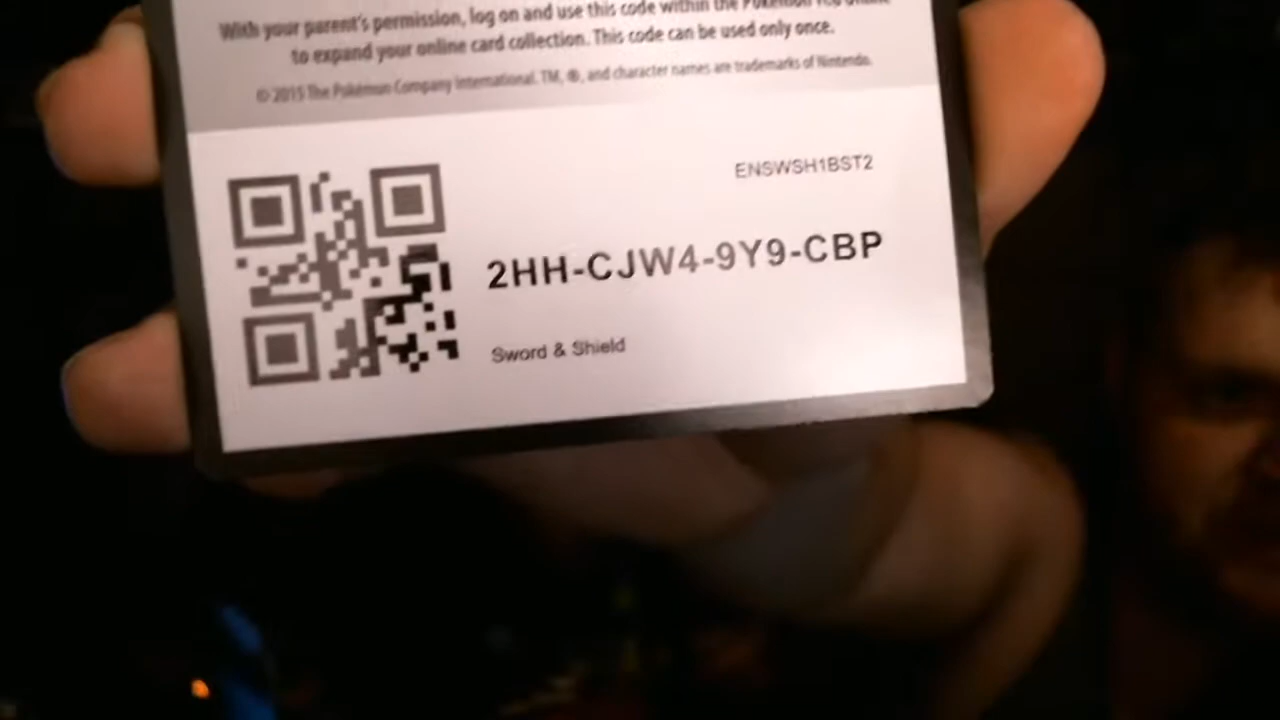 With your parent's permission, log on and use this code within the Pokémon TCG Online
to expand your online card collection. This code can be used only once.
© 2015 The Pokémon Company International. TM, ®, and character names are trademarks of Nintendo.
ENSWSH1BST2
2HH-CJW4-9Y9-CBP
Sword & Shield